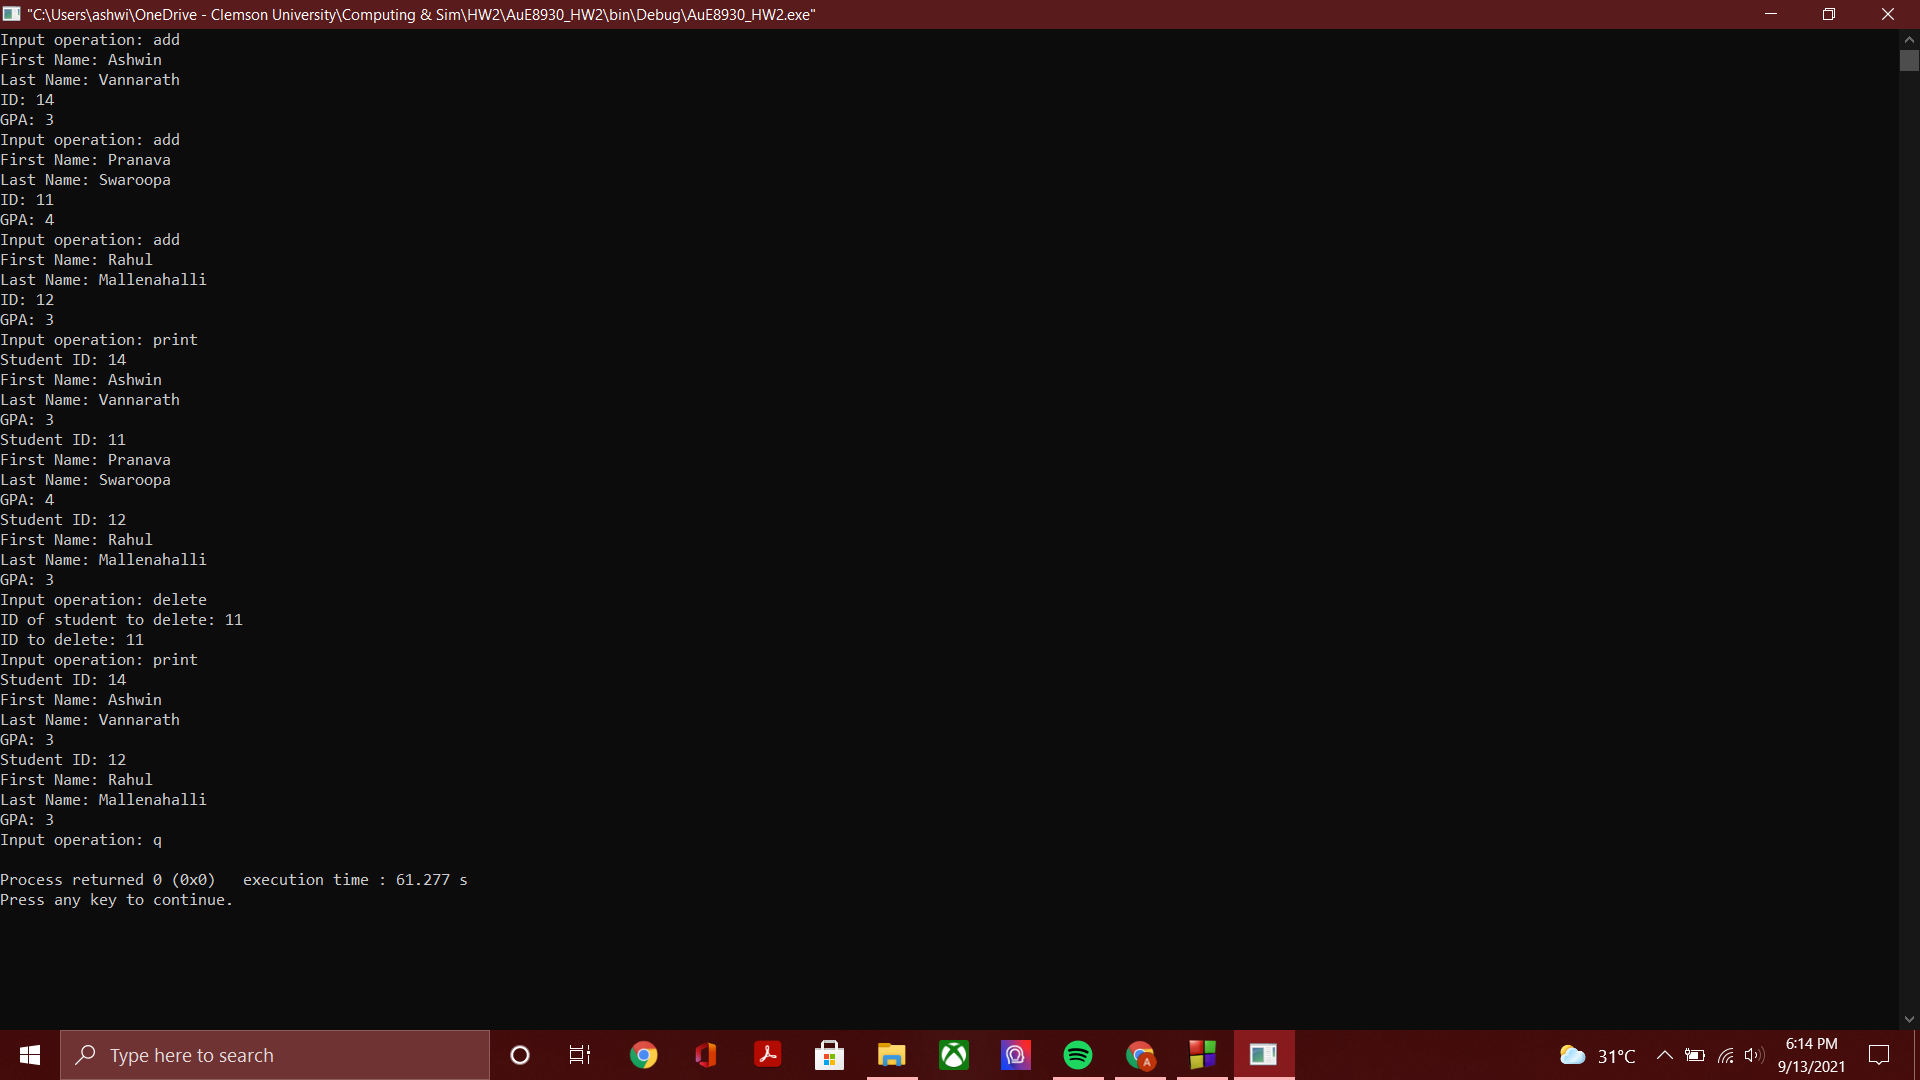 "C:\Users\ashwi\OneDrive - Clemson University\Computing & Sim\HW2\AuE8930_HW2\bin\Debug\AuE8930_HW2.exe"
Input operation: add
First Name: Ashwin
Last Name: Vannarath
ID: 14
GPA: 3
Input operation: add
First Name: Pranava
Last Name: Swaroopa
ID: 11
GPA: 4
Input operation: add
First Name: Rahul
Last Name: Mallenahalli
ID: 12
GPA: 3
Input operation: print
Student ID: 14
First Name: Ashwin
Last Name: Vannarath
GPA: 3
Student ID: 11
First Name: Pranava
Last Name: Swaroopa
GPA: 4
Student ID: 12
First Name: Rahul
Last Name: Mallenahalli
GPA: 3
Input operation: delete
ID of student to delete: 11
ID to delete: 11
Input operation: print
Student ID: 14
First Name: Ashwin
Last Name: Vannarath
GPA: 3
Student ID: 12
First Name: Rahul
Last Name: Mallenahalli
GPA: 3
Input operation: q
Process returned 0 (0x0)   execution time : 61.277 s
Press any key to continue.
Type here to search
A
31°C
6:14 PM
9/13/2021